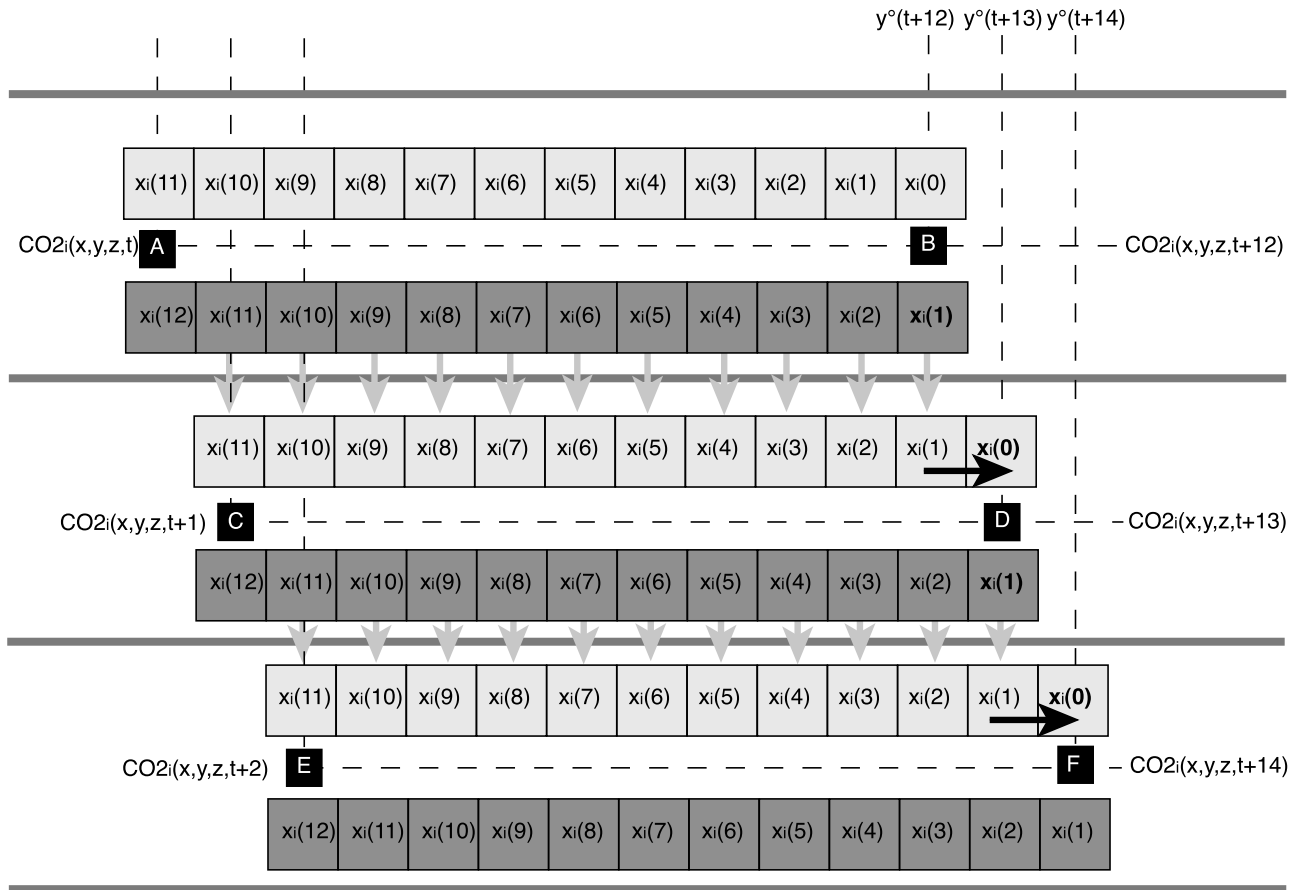 y°(t+12) y°(t+13) y°(t+14)
xi(11) xi(10) xi(9) xi(8) xi(7) xi(6) xi(5) xi(4) xi(3) xi(2) xi(1) xi(0)
CO2i(x,y,z,t) A B CO2i(x,y,z,t+12)
xi(12) xi(11) xi(10) xi(9) xi(8) xi(7) xi(6) xi(5) xi(4) xi(3) xi(2) xi(1)
xi(11) xi(10) xi(9) xi(8) xi(7) xi(6) xi(5) xi(4) xi(3) xi(2) xi(1) xi(0)
CO2i(x,y,z,t+1) C D CO2i(x,y,z,t+13)
xi(12) xi(11) xi(10) xi(9) xi(8) xi(7) xi(6) xi(5) xi(4) xi(3) xi(2) xi(1)
xi(11) xi(10) xi(9) xi(8) xi(7) xi(6) xi(5) xi(4) xi(3) xi(2) xi(1) xi(0)
CO2i(x,y,z,t+2) E F CO2i(x,y,z,t+14)
xi(12) xi(11) xi(10) xi(9) xi(8) xi(7) xi(6) xi(5) xi(4) xi(3) xi(2) xi(1)